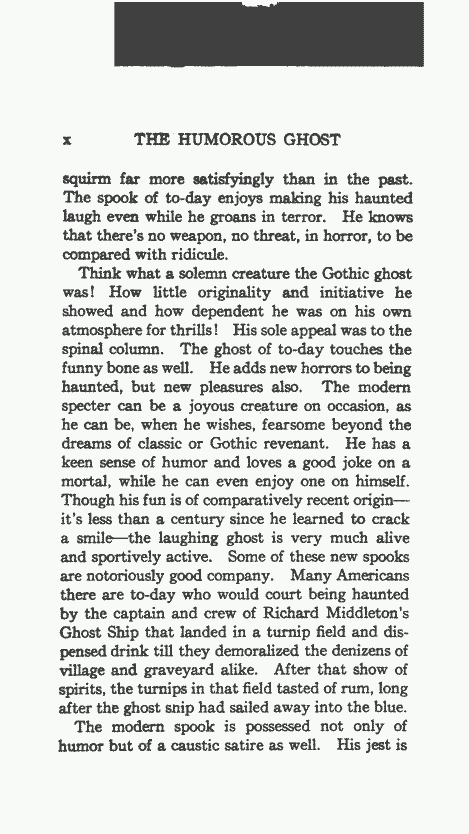 x THE HUMOROUS GHOST
squirm far more satisfyingly than in the past.
The spook of to-day enjoys making his haunted
laugh even while he groans in terror. He knows
that there's no weapon, no threat, in horror, to be
compared with ridicule.
Think what a solemn creature the Gothic ghost
was! How little originality and initiative he
showed and how dependent he was on his own
atmosphere for thrills! His sole appeal was to the
spinal column. The ghost of to-day touches the
funny bone as well. He adds new horrors to being
haunted, but new pleasures also. The modern
specter can be a joyous creature on occasion, as
he can be, when he wishes, fearsome beyond the
dreams of classic or Gothic revenant. He has a
keen sense of humor and loves a good joke on a
mortal, while he can even enjoy one on himself.
Though his fun is of comparatively recent origin—
it's less than a century since he learned to crack
a smile—the laughing ghost is very much alive
and sportively active. Some of these new spooks
are notoriously good company. Many Americans
there are to-day who would court being haunted
by the captain and crew of Richard Middleton's
Ghost Ship that landed in a turnip field and dis-
pensed drink till they demoralized the denizens of
village and graveyard alike. After that show of
spirits, the turnips in that field tasted of rum, long
after the ghost snip had sailed away into the blue.
The modern spook is possessed not only of
humor but of a caustic satire as well. His jest is